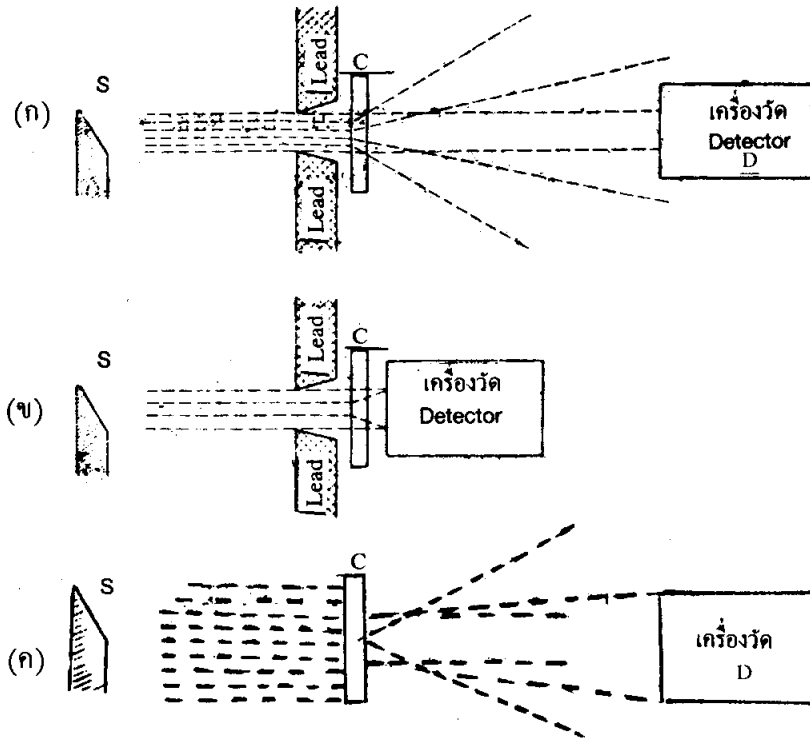 S
Lead
C
(ก)
เครื่องวัด
Detector
D
Lead
S
Lead
C
(ข)
เครื่องวัด
Detector
Lead
S
C
(ค)
เครื่องวัด
D